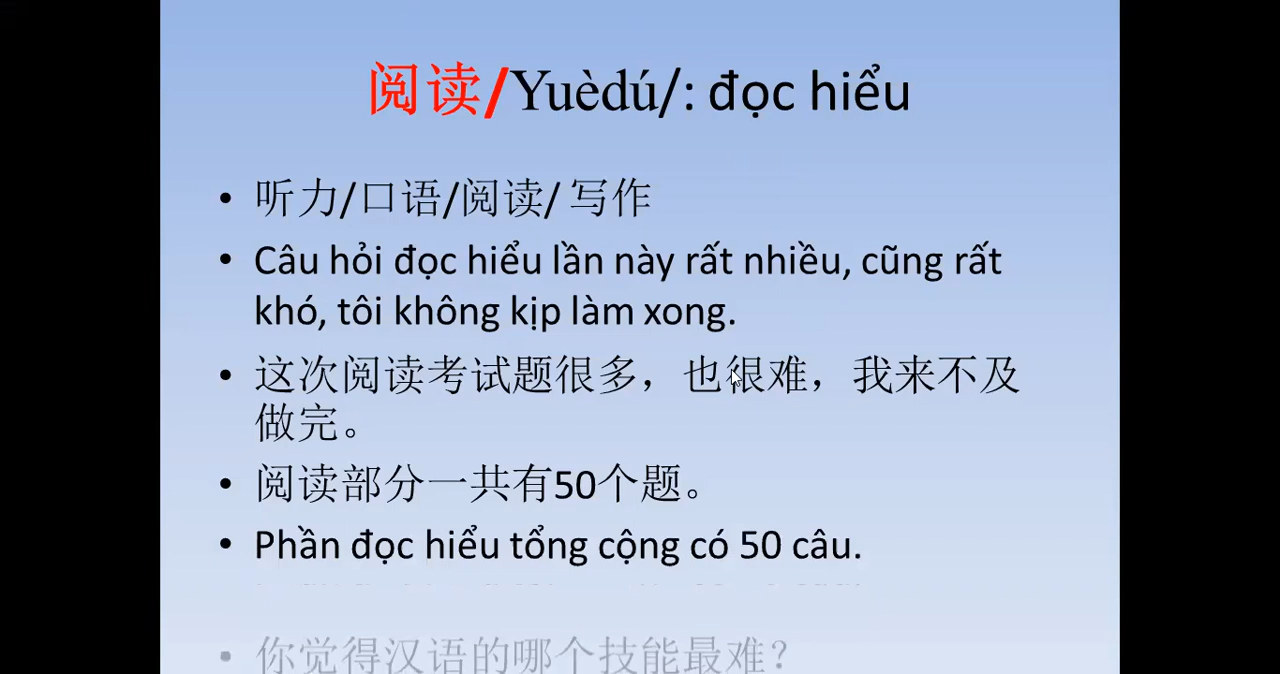 阅读/Yuèdú/: đọc hiểu
• 听力/口语/阅读/ 写作
• Câu hỏi đọc hiểu lần này rất nhiều, cũng rất
khó, tôi không kịp làm xong.
• 这次阅读考试题很多，也很难，我来不及
做完。
• 阅读部分一共有50个题。
• Phần đọc hiểu tổng cộng có 50 câu.
• 你觉得汉语的哪个技能最难？